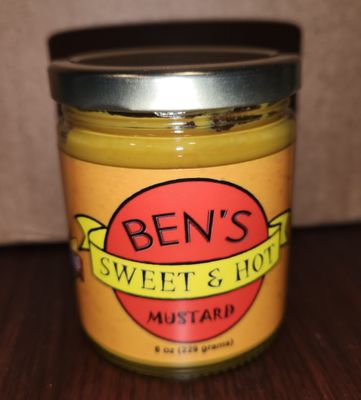 BEN'S
SWEET & HOT
MUSTARD
8 oz (229 grams)